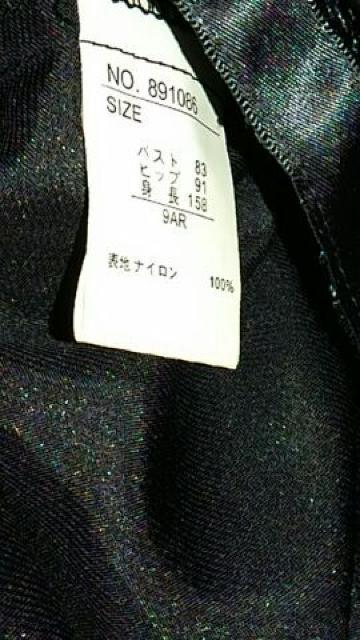 NO. 891086
SIZE
バスト 83
ヒップ 91
身 長 158
9AR
表地 ナイロン 100%